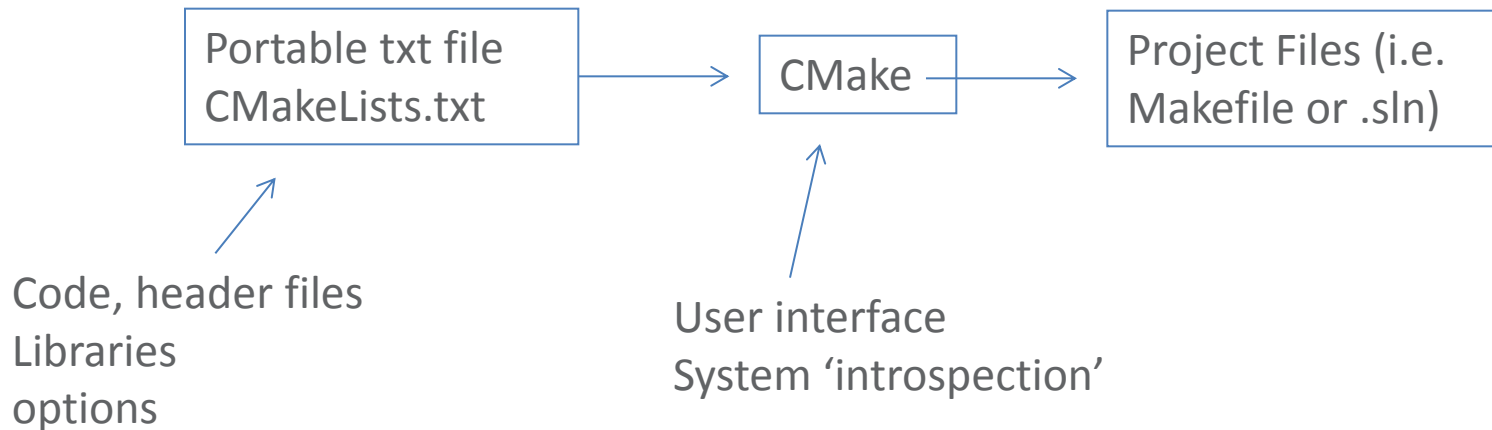 Portable txt file
CMakeLists.txt
CMake
Project Files (i.e.
Makefile or .sln)
Code, header files
Libraries
options
User interface
System ‘introspection’